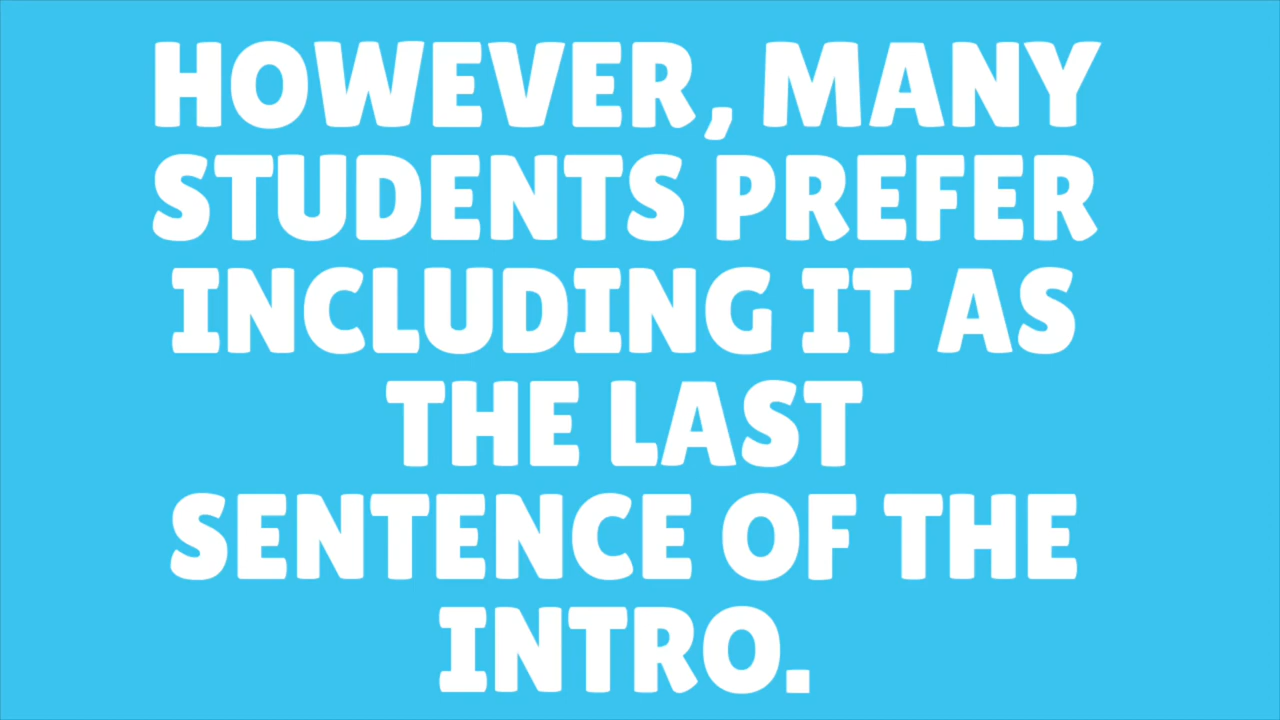 HOWEVER, MANY
STUDENTS PREFER
INCLUDING IT AS
THE LAST
SENTENCE OF THE
INTRO.